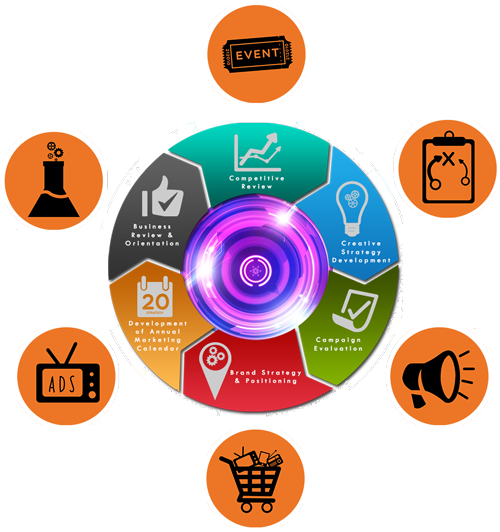 EVENT
X
Competitive
Review
Business
Review &
Orientation
Creative
Strategy
Development
20
Development
of Annual
Marketing
Calendar
Campaign
Evaluation
Brand Strategy
& Positioning
ADS